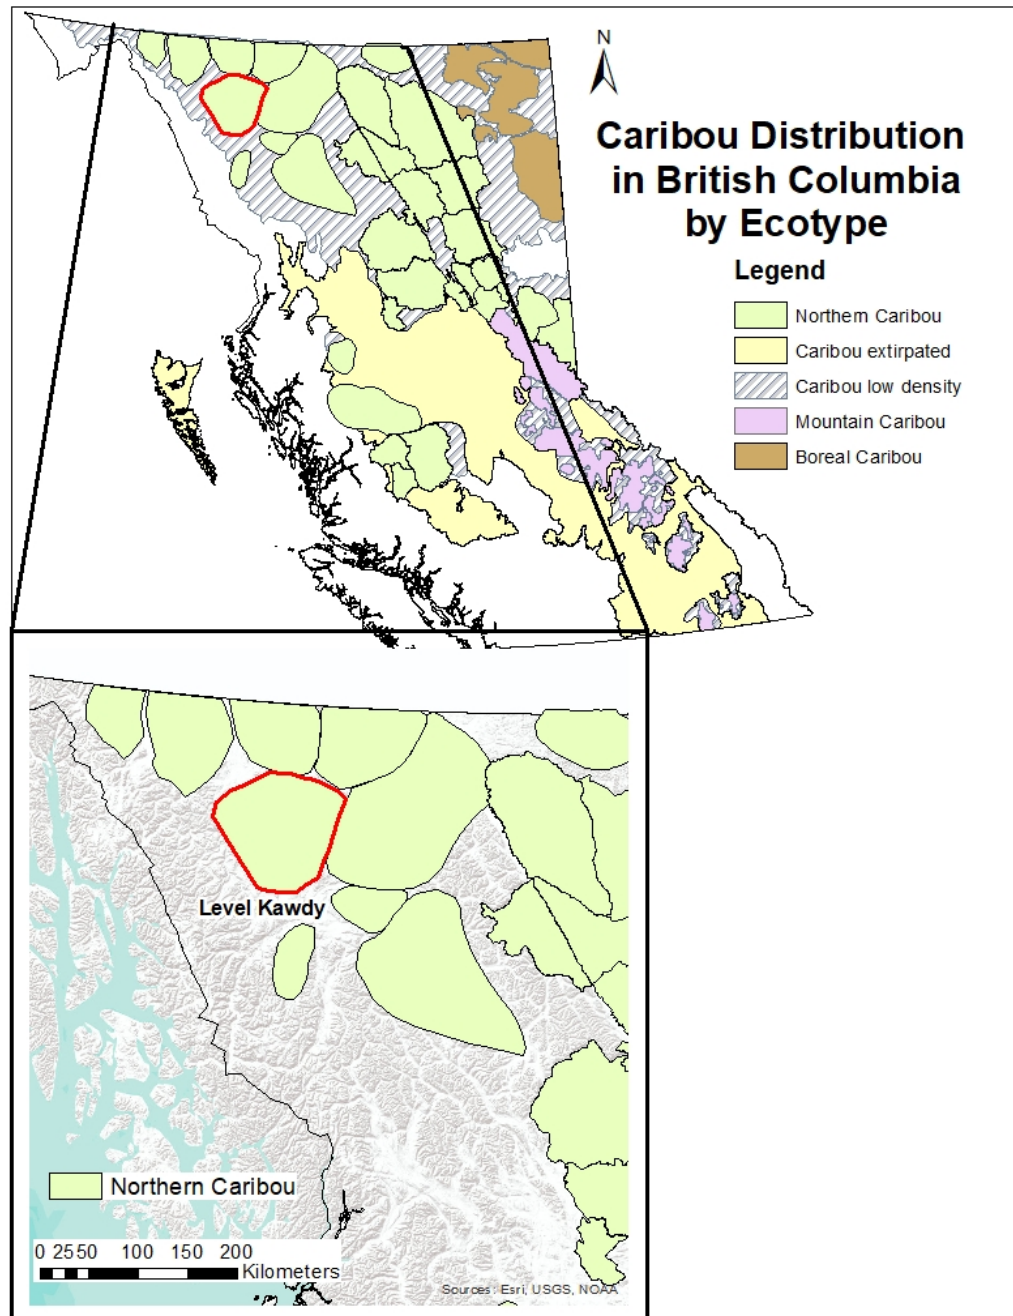 N
Caribou Distribution
in British Columbia
by Ecotype
Legend
Northern Caribou
Caribou extirpated
Caribou low density
Mountain Caribou
Boreal Caribou
Level Kawdy
Northern Caribou
0 25 50 100 150 200
Kilometers
Sources: Esri, USGS, NOAA